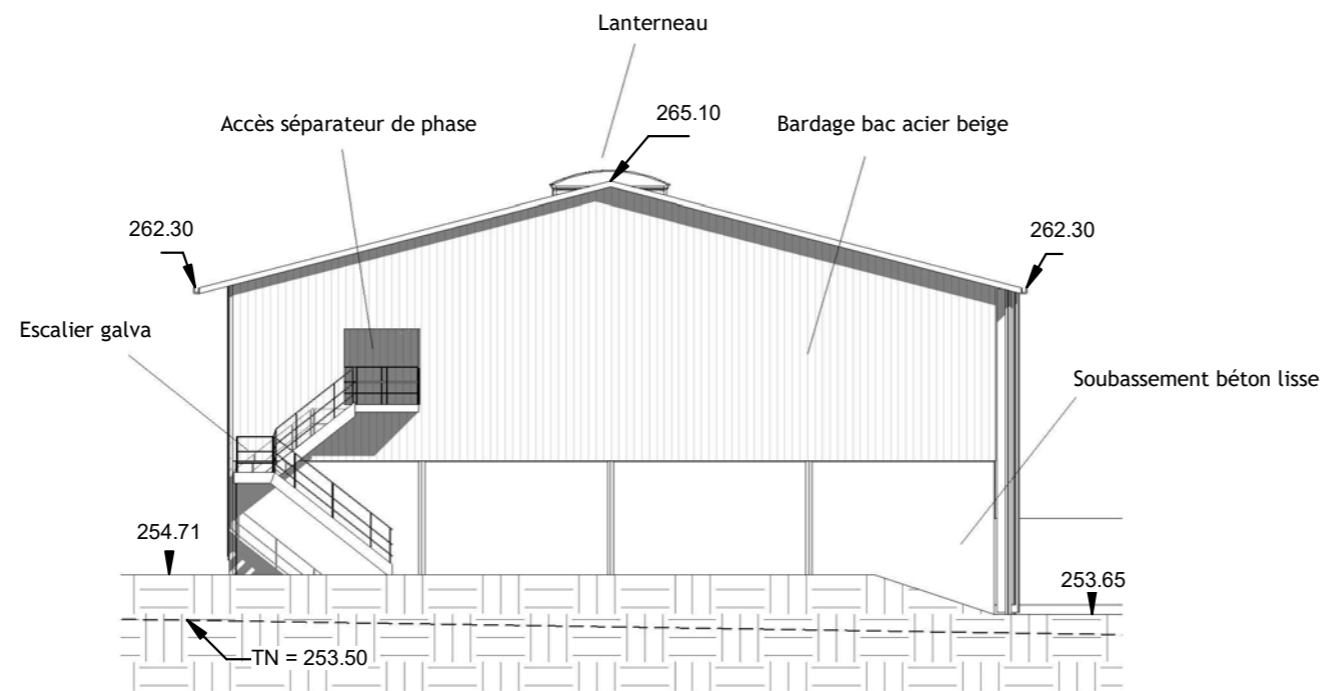 Lanterneau
265.10
Accès séparateur de phase
Bardage bac acier beige
262.30
262.30
Escalier galva
Soubassement béton lisse
254.71
253.65
TN = 253.50